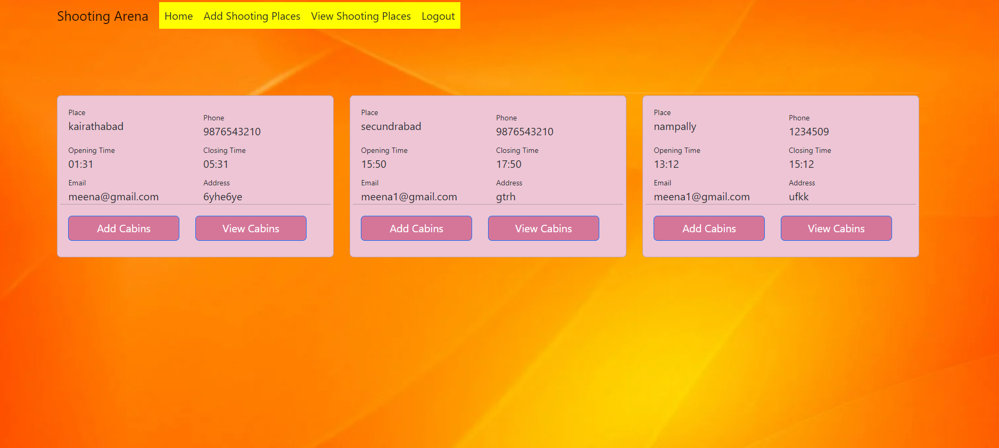 Shooting Arena Home Add Shooting Places View Shooting Places Logout
Place
Phone
kairathabad
9876543210
Opening Time Closing Time
01:31 05:31
Email Address
meena@gmail.com 6yhe6ye
Add Cabins View Cabins
Place
Phone
secundrabad
9876543210
Opening Time Closing Time
15:50 17:50
Email Address
meena1@gmail.com gtrh
Add Cabins View Cabins
Place
Phone
nampally
1234509
Opening Time Closing Time
13:12 15:12
Email Address
meena1@gmail.com ufkk
Add Cabins View Cabins